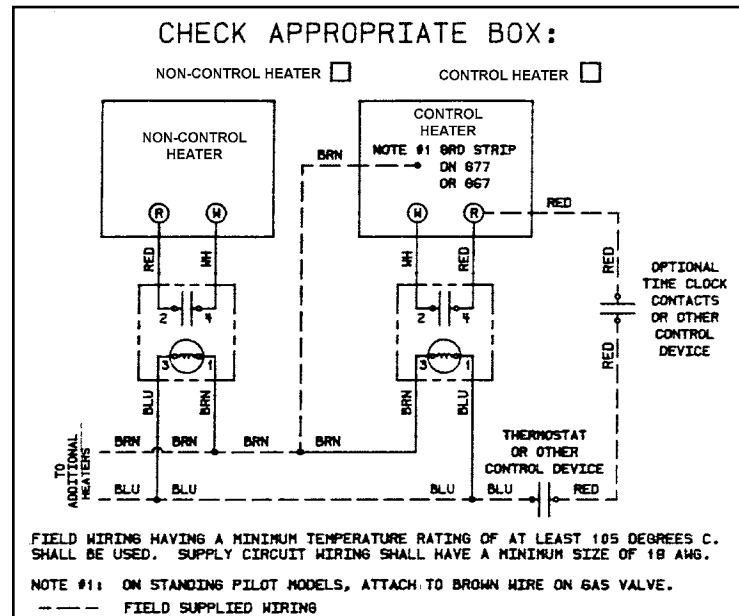 CHECK APPROPRIATE BOX:
NON-CONTROL HEATER
CONTROL HEATER
NON-CONTROL
HEATER
R
W
CONTROL
HEATER
NOTE #1 GRD STRIP
ON G77
OR G67
W
R
BRN
RED
RED
WH
WH
RED
RED
RED
OPTIONAL
TIME CLOCK
CONTACTS
OR OTHER
CONTROL
DEVICE
2
4
3
1
2
4
3
1
BLU
BRN
BRN
BLU
BRN
BRN
BRN
BRN
THERMOSTAT
OR OTHER
CONTROL DEVICE
TO
ADDITIONAL
HEATERS
BLU
BLU
BLU
BLU
RED
FIELD WIRING HAVING A MINIMUM TEMPERATURE RATING OF AT LEAST 105 DEGREES C.
SHALL BE USED. SUPPLY CIRCUIT WIRING SHALL HAVE A MINIMUM SIZE OF 18 AWG.
NOTE #1: ON STANDING PILOT MODELS, ATTACH TO BROWN WIRE ON GAS VALVE.
FIELD SUPPLIED WIRING